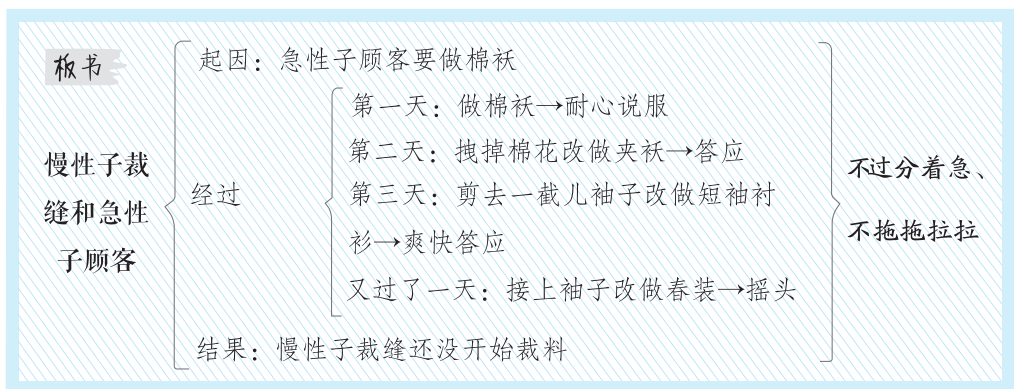 板书
慢性子裁
缝和急性
子顾客
起因：急性子顾客要做棉袄
经过
第一天：做棉袄→耐心说服
第二天：拽掉棉花改做夹袄→答应
第三天：剪去一截儿袖子改做短袖衬
衫→爽快答应
又过了一天：接上袖子改做春装→摇头
结果：慢性子裁缝还没开始裁料
不过分着急、
不拖拖拉拉